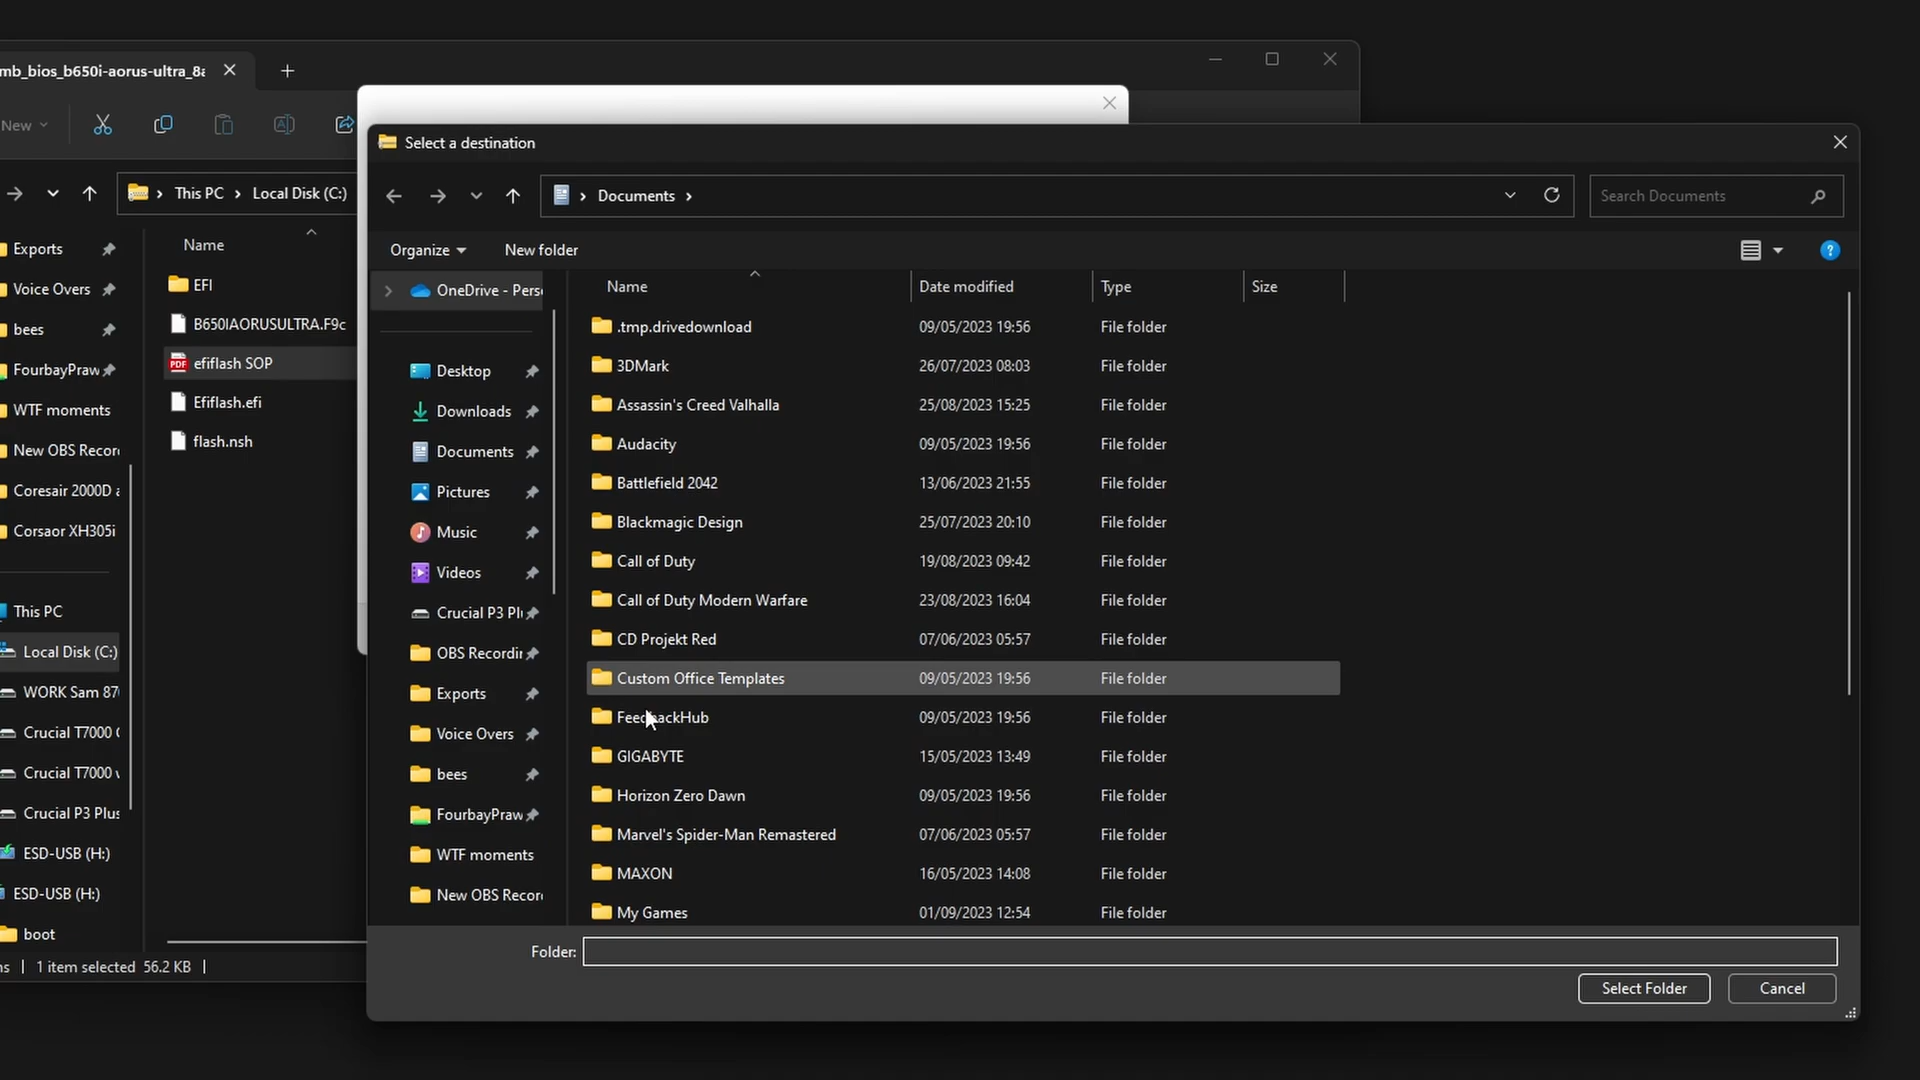 mb_bios_b650i-aorus-ultra_8a
New
This PC > Local Disk (C:)
Exports
Voice Overs
bees
FourbayPraw
WTF moments
New OBS Recor
Coresair 2000D a
Corsaor XH305i
This PC
Local Disk (C:)
WORK Sam 87
Crucial T7000
Crucial T7000 v
Crucial P3 Plus
ESD-USB (H:)
ESD-USB (H:)
boot
1 item selected 56.2 KB
Name
EFI
B650IAORUSULTRA.F9c
efiflash SOP
Efiflash.efi
flash.nsh
Select a destination
> Documents >
Search Documents
Organize
New folder
OneDrive - Pers
Desktop
Downloads
Documents
Pictures
Music
Videos
Crucial P3 Pl
OBS Recordin
Exports
Voice Overs
bees
FourbayPraw
WTF moments
New OBS Recor
Name Date modified Type Size
.tmp.drivedownload 09/05/2023 19:56 File folder
3DMark 26/07/2023 08:03 File folder
Assassin's Creed Valhalla 25/08/2023 15:25 File folder
Audacity 09/05/2023 19:56 File folder
Battlefield 2042 13/06/2023 21:55 File folder
Blackmagic Design 25/07/2023 20:10 File folder
Call of Duty 19/08/2023 09:42 File folder
Call of Duty Modern Warfare 23/08/2023 16:04 File folder
CD Projekt Red 07/06/2023 05:57 File folder
Custom Office Templates 09/05/2023 19:56 File folder
FeedbackHub 09/05/2023 19:56 File folder
GIGABYTE 15/05/2023 13:49 File folder
Horizon Zero Dawn 09/05/2023 19:56 File folder
Marvel's Spider-Man Remastered 07/06/2023 05:57 File folder
MAXON 16/05/2023 14:08 File folder
My Games 01/09/2023 12:54 File folder
Folder:
Select Folder
Cancel